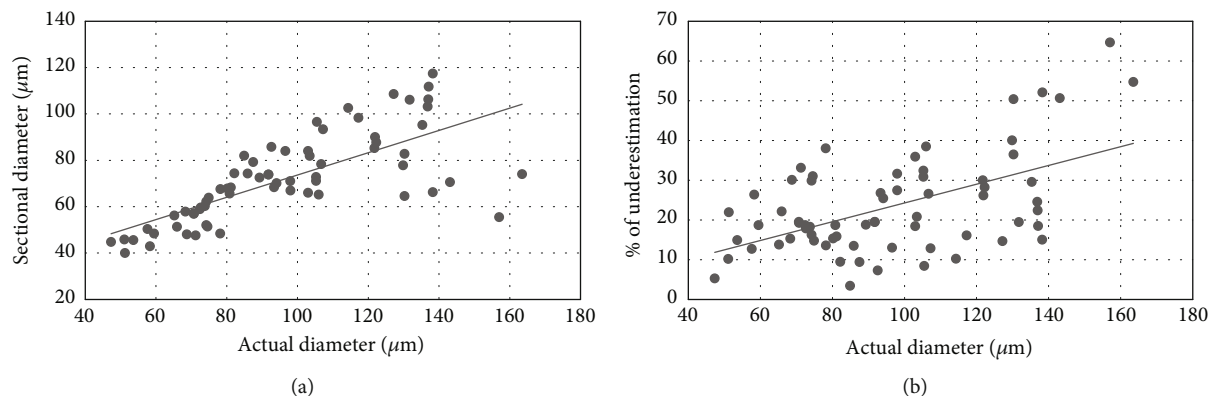 140
120
100
80
60
40
20
Sectional diameter (μm)
40 60 80 100 120 140 160 180
Actual diameter (μm)
(a)
70
60
50
40
30
20
10
0
% of underestimation
40 60 80 100 120 140 160 180
Actual diameter (μm)
(b)